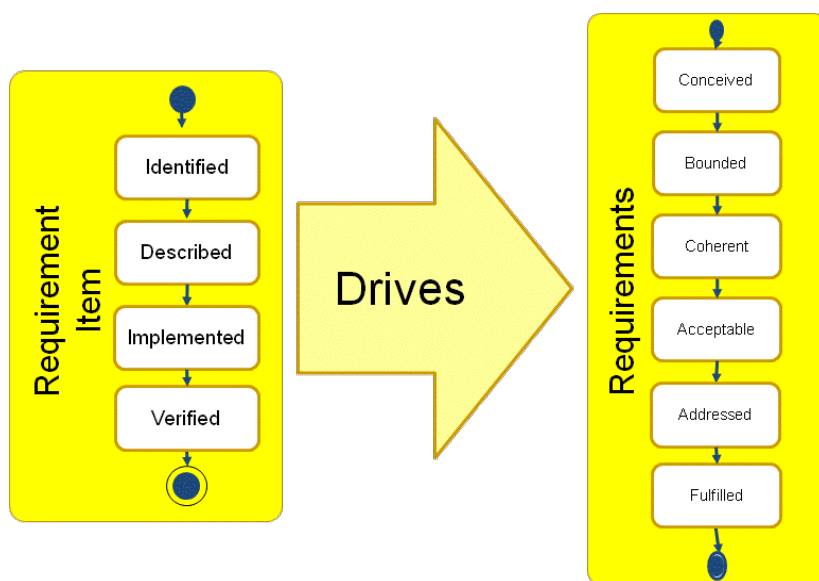 Requirement
Item
Identified
Described
Implemented
Verified
Drives
Requirements
Conceived
Bounded
Coherent
Acceptable
Addressed
Fulfilled